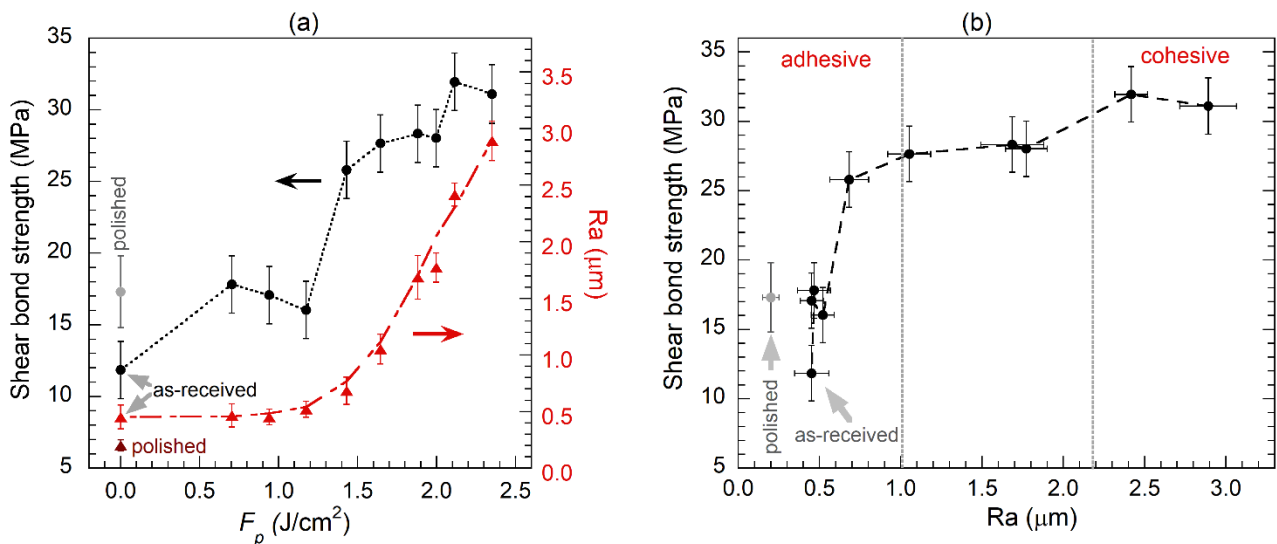 (a)
Shear bond strength (MPa)
35
30
25
20
15
10
5
polished
as-received
polished
0.0
0.5
1.0
1.5
2.0
2.5
Fₚ (J/cm²)
3.5
3.0
2.5
2.0
1.5
1.0
0.5
0.0
Ra (μm)
(b)
Shear bond strength (MPa)
35
30
25
20
15
10
5
adhesive
cohesive
polished
as-received
0.0
0.5
1.0
1.5
2.0
2.5
3.0
Ra (μm)